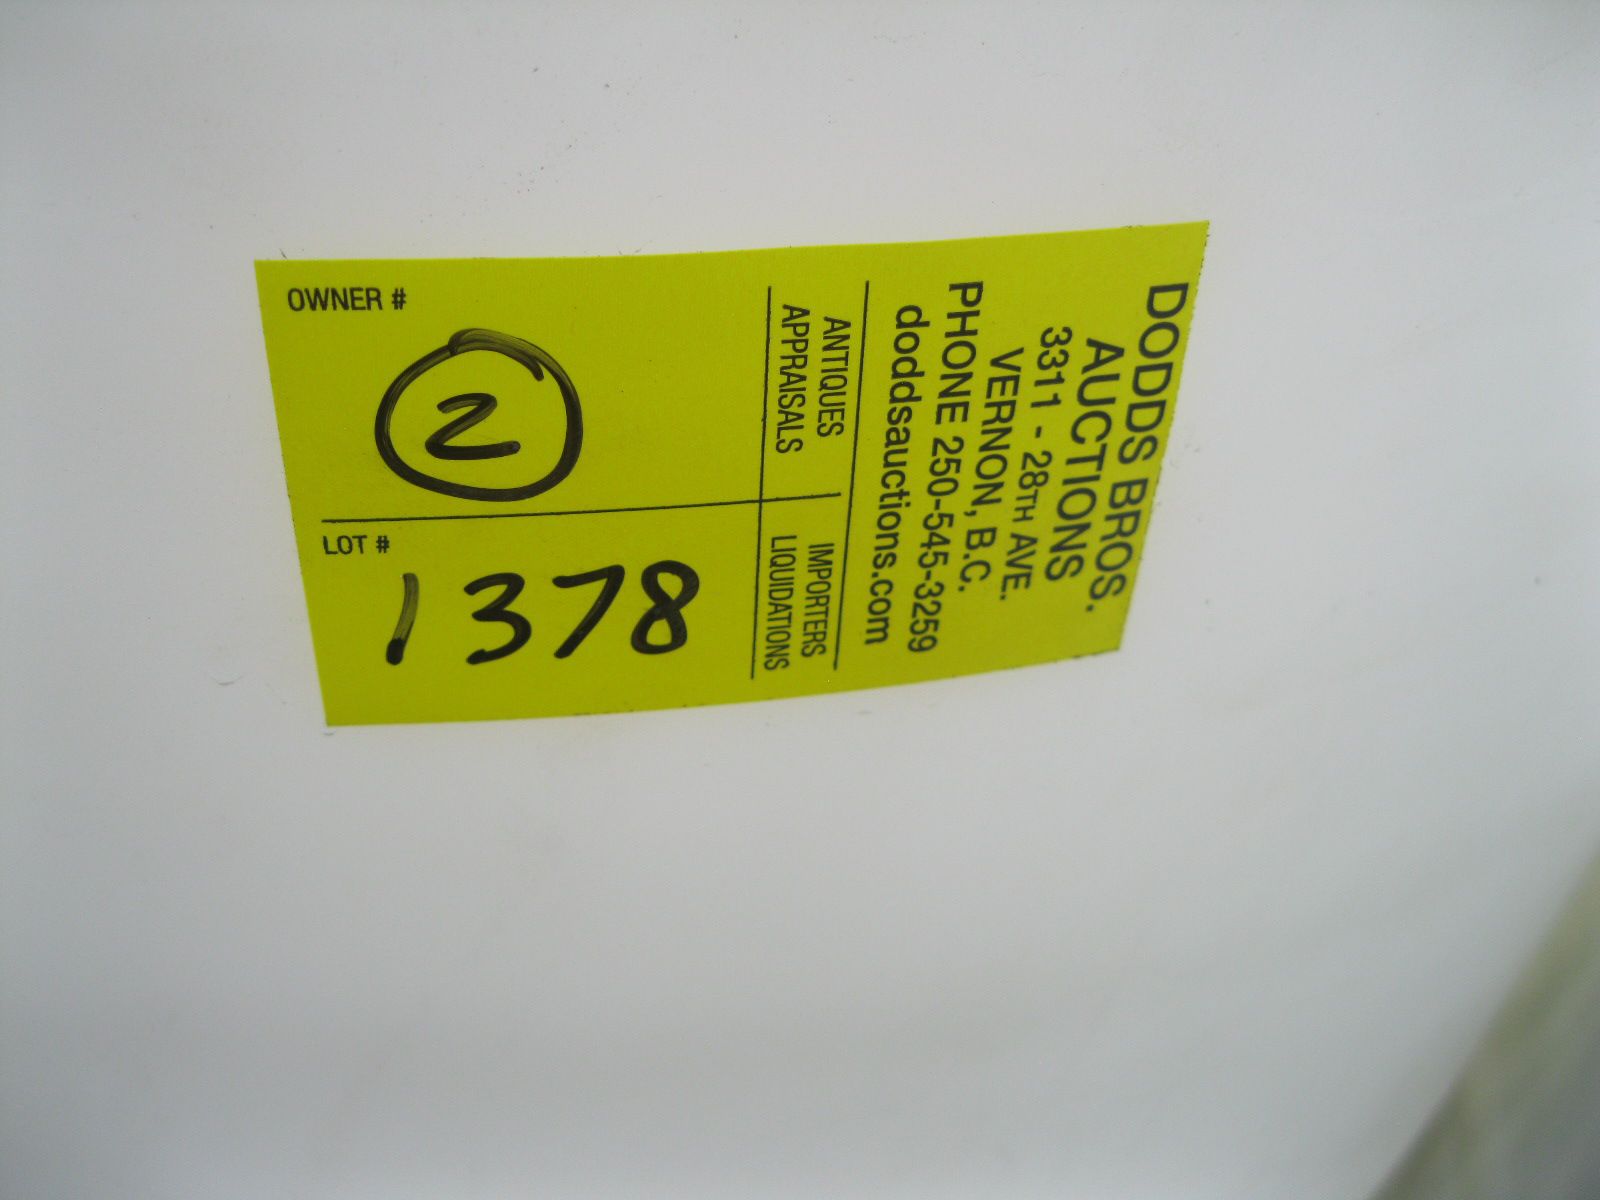 DODDS BROS.
AUCTIONS
3311 - 28TH AVE.
VERNON, B.C.
PHONE 250-545-3259
doddsauctions.com
ANTIQUES
APPRAISALS
IMPORTERS
LIQUIDATIONS
OWNER #
2
LOT #
1378